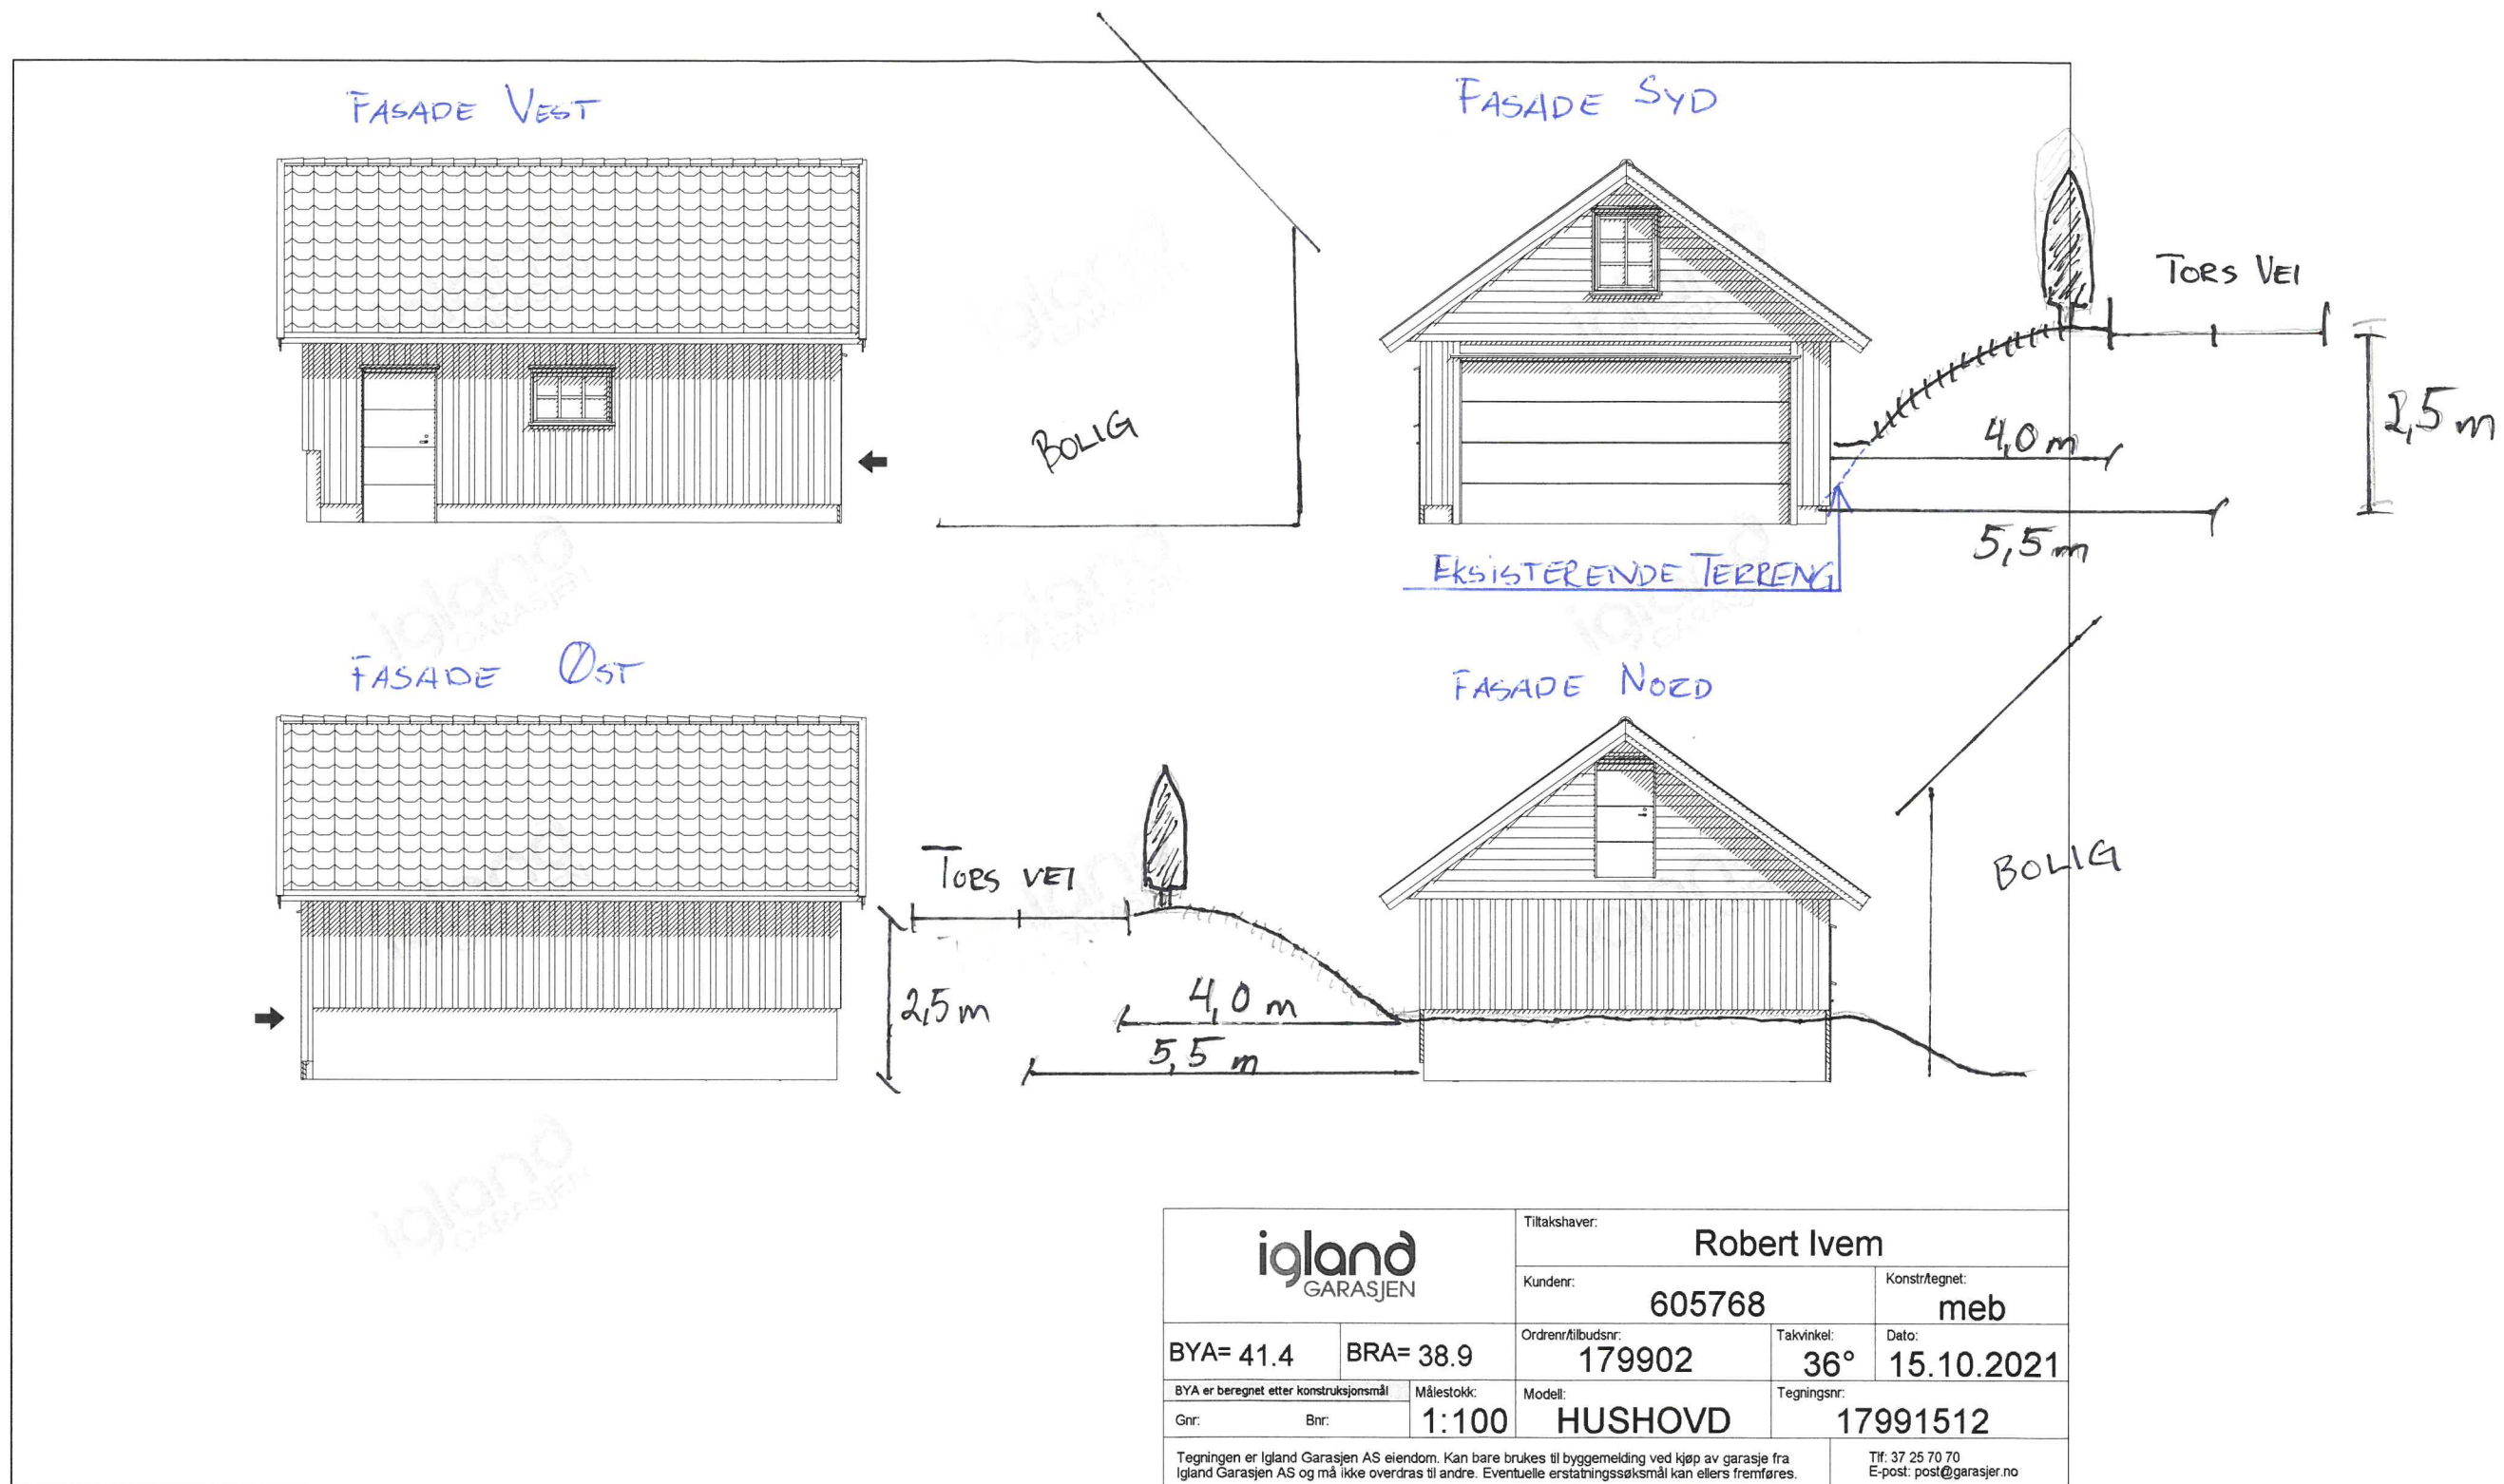 FASADE VEST
FASADE SYD
TORS VEI
BOLIG
4,0 m
2,5 m
5,5 m
EKSISTERENDE TERRENG
igland
GARASJEN
FASADE ØST
FASADE NORD
TORS VEI
BOLIG
2,5 m
4,0 m
5,5 m
igland
GARASJEN
igland
GARASJEN
Tiltakshaver:
Robert Ivem
Kundenr:
605768
Konstr/tegnet:
meb
BYA= 41.4
BRA= 38.9
Ordrenr/tilbudsnr:
179902
Takvinkel:
36°
Dato:
15.10.2021
BYA er beregnet etter konstruksjonsmål
Gnr: Bnr:
Målestokk:
1:100
Modell:
HUSHOVD
Tegningsnr:
17991512
Tegningen er Igland Garasjen AS eiendom. Kan bare brukes til byggemelding ved kjøp av garasje fra
Igland Garasjen AS og må ikke overdras til andre. Eventuelle erstatningssøksmål kan ellers fremføres.
Tlf: 37 25 70 70
E-post: post@garasjer.no